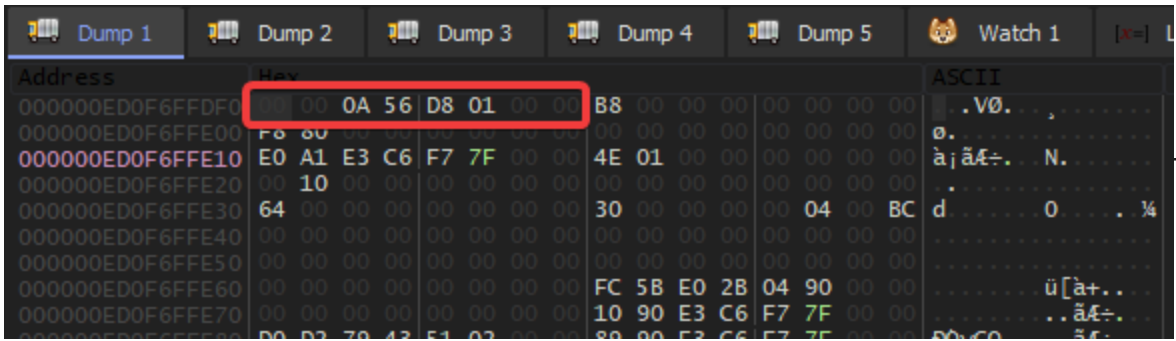 Dump 1 Dump 2 Dump 3 Dump 4 Dump 5 Watch 1 [x=] L
Address Hex ASCII
000000ED0F6FFDF0 00 00 0A 56 D8 01 00 00 B8 00 00 00 00 00 00 00 ...VØ...¸.......
000000ED0F6FFE00 F8 80 00 00 00 00 00 00 00 00 00 00 00 00 00 00 ø...............
000000ED0F6FFE10 E0 A1 E3 C6 F7 7F 00 00 4E 01 00 00 00 00 00 00 à¡ãÆ÷...N.......
000000ED0F6FFE20 00 10 00 00 00 00 00 00 00 00 00 00 00 00 00 00 ................
000000ED0F6FFE30 64 00 00 00 00 00 00 00 30 00 00 00 00 04 00 BC d.......0......¼
000000ED0F6FFE40 00 00 00 00 00 00 00 00 00 00 00 00 00 00 00 00 ................
000000ED0F6FFE50 00 00 00 00 00 00 00 00 00 00 00 00 00 00 00 00 ................
000000ED0F6FFE60 00 00 00 00 00 00 00 00 FC 5B E0 2B 04 90 00 00 ........ü[à+....
000000ED0F6FFE70 00 00 00 00 00 00 00 00 10 90 E3 C6 F7 7F 00 00 ..........ãÆ÷...